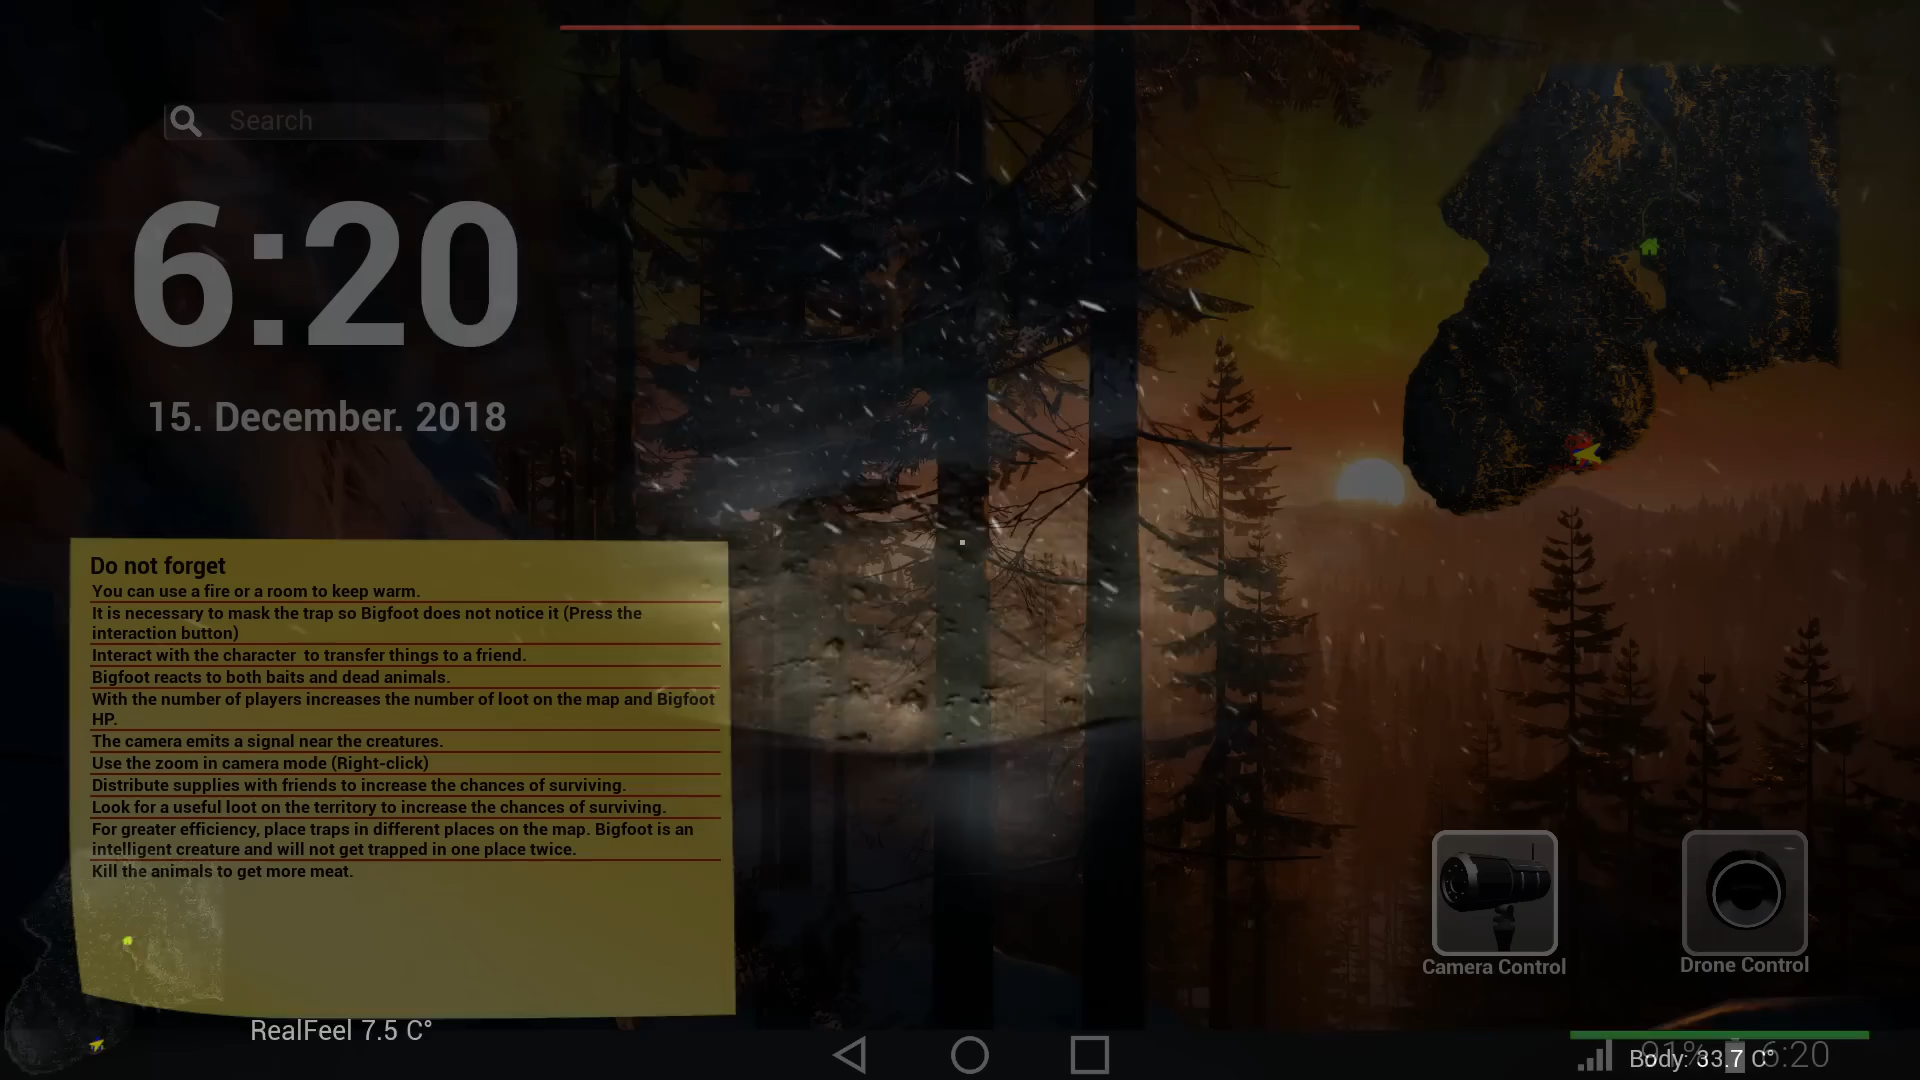 Search
6:20
15. December. 2018
Do not forget
You can use a fire or a room to keep warm.
It is necessary to mask the trap so Bigfoot does not notice it (Press the
interaction button)
Interact with the character  to transfer things to a friend.
Bigfoot reacts to both baits and dead animals.
With the number of players increases the number of loot on the map and Bigfoot
HP.
The camera emits a signal near the creatures.
Use the zoom in camera mode (Right-click)
Distribute supplies with friends to increase the chances of surviving.
Look for a useful loot on the territory to increase the chances of surviving.
For greater efficiency, place traps in different places on the map. Bigfoot is an
intelligent creature and will not get trapped in one place twice.
Kill the animals to get more meat.
Camera Control
Drone Control
RealFeel 7.5 C°
91% 6:20
Body: 33.7 C°